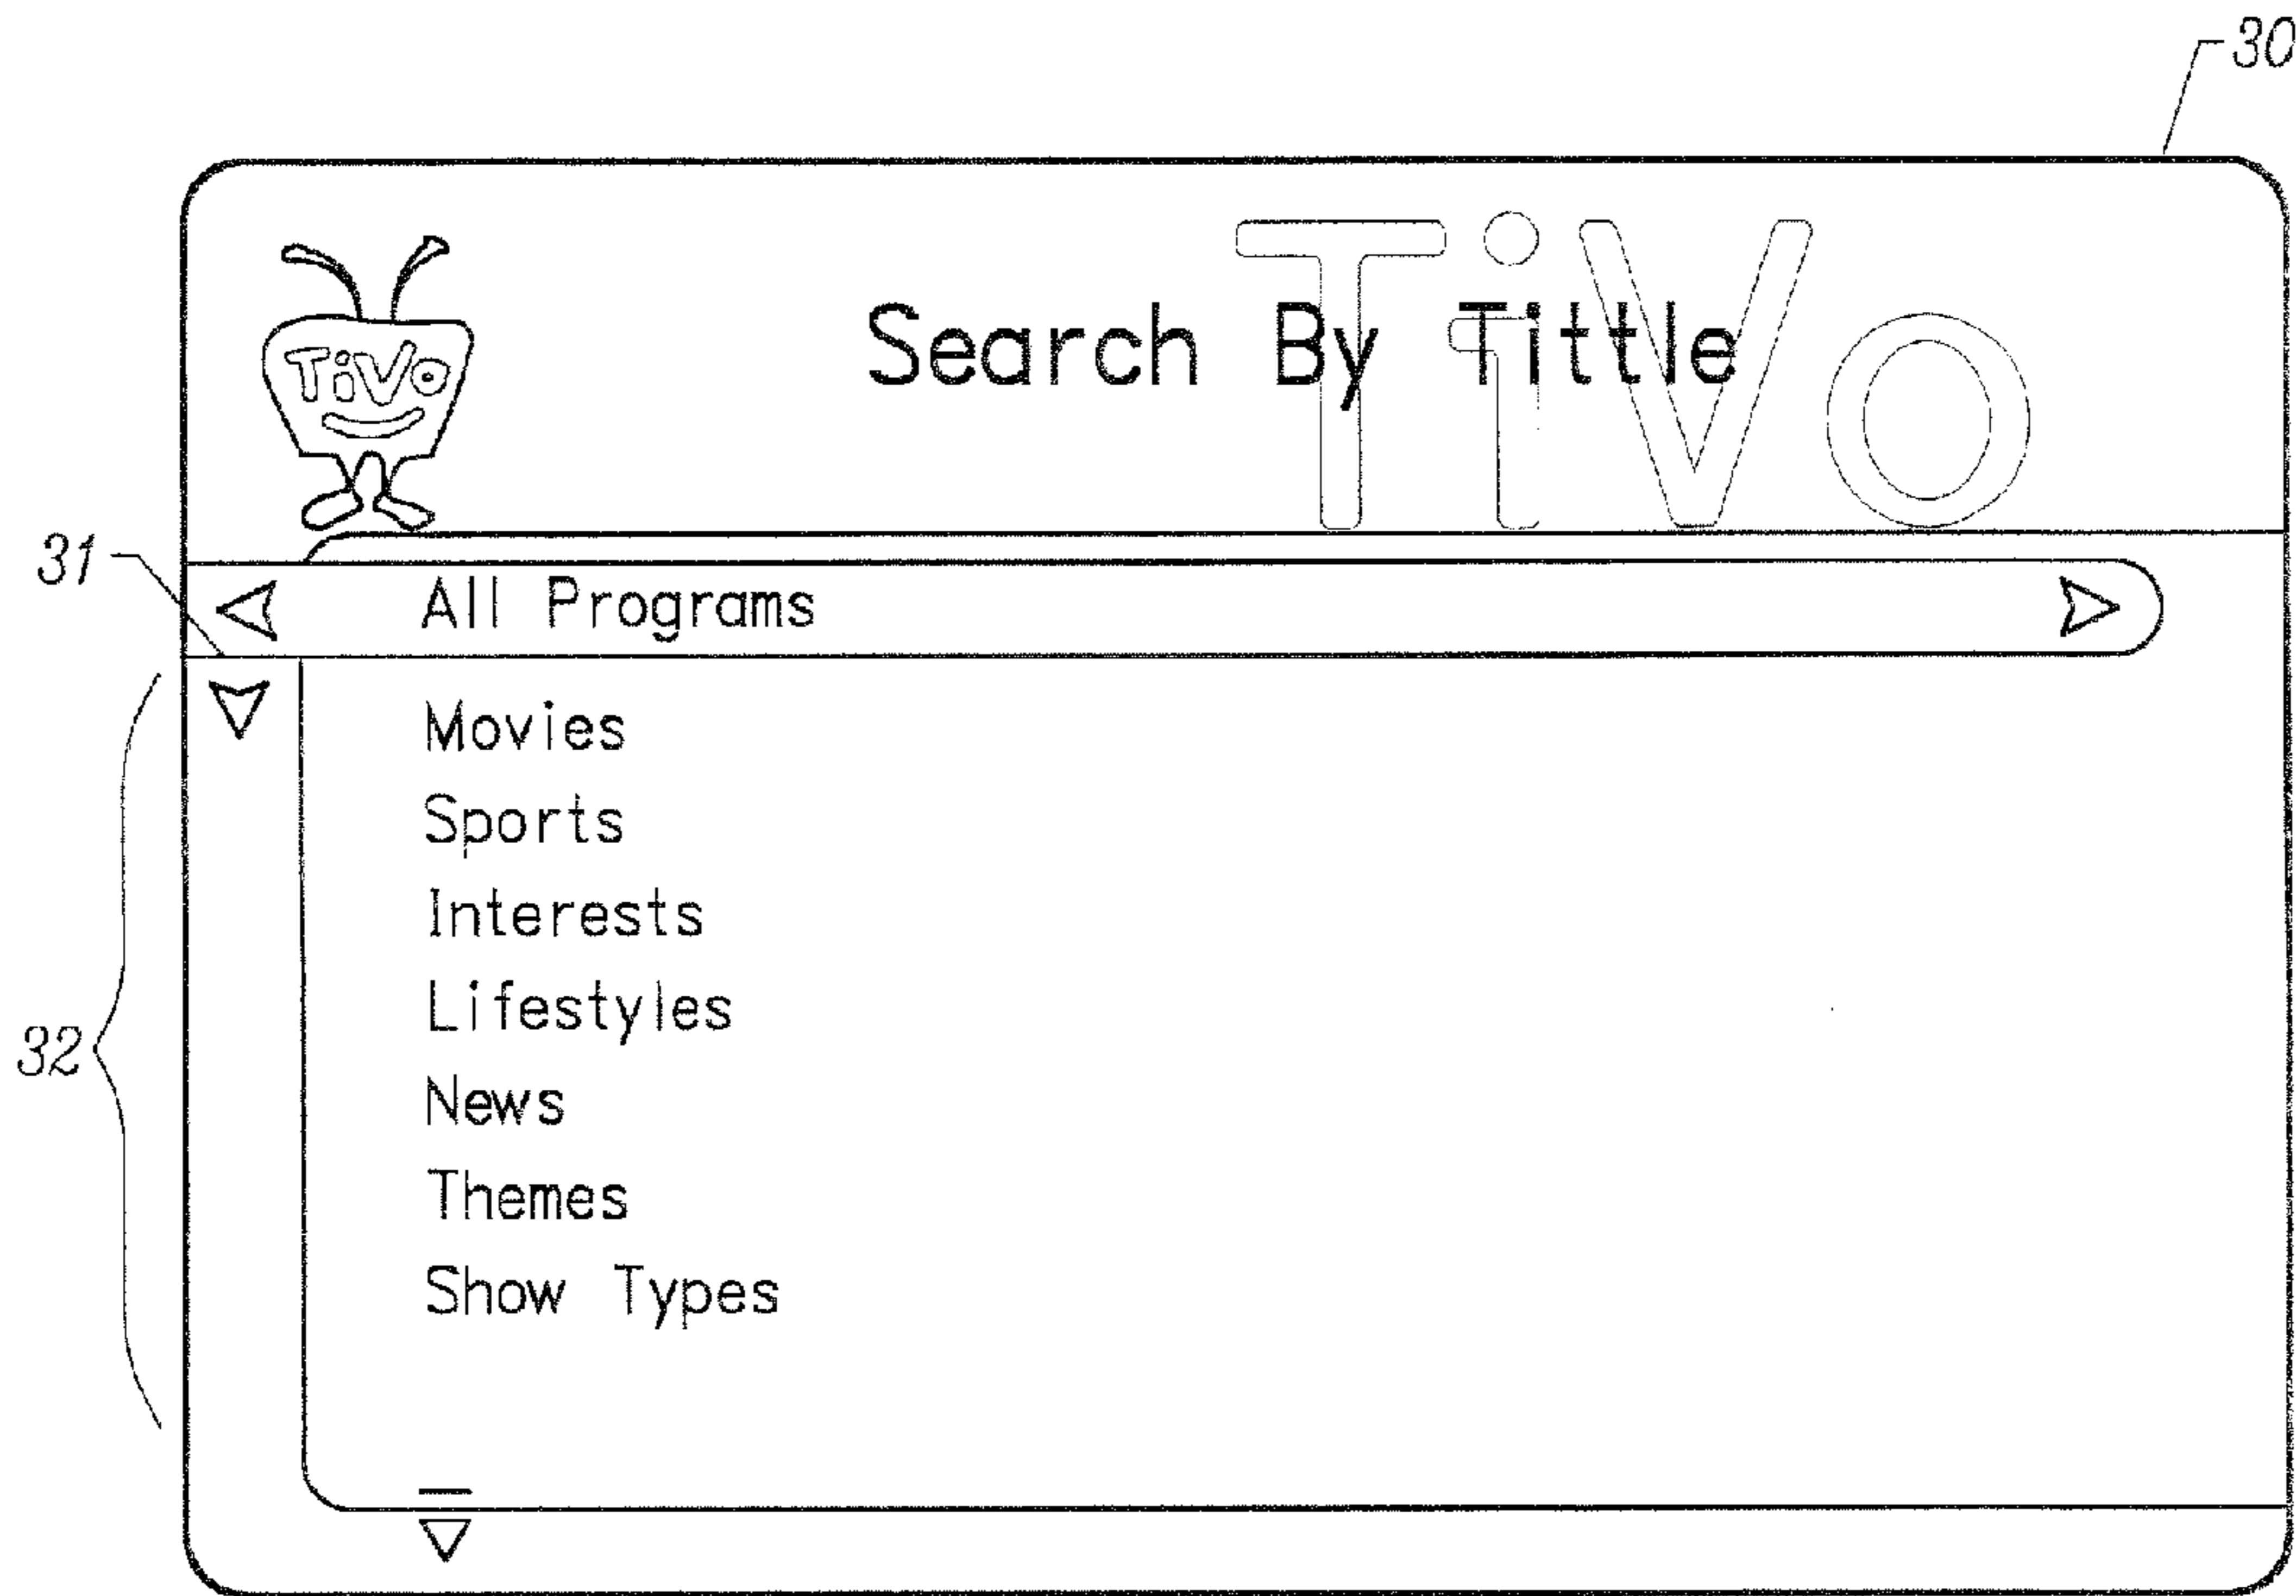 30
TiVo
TiVo
Search By Tittle
31
All Programs
Movies
Sports
Interests
Lifestyles
32
News
Themes
Show Types